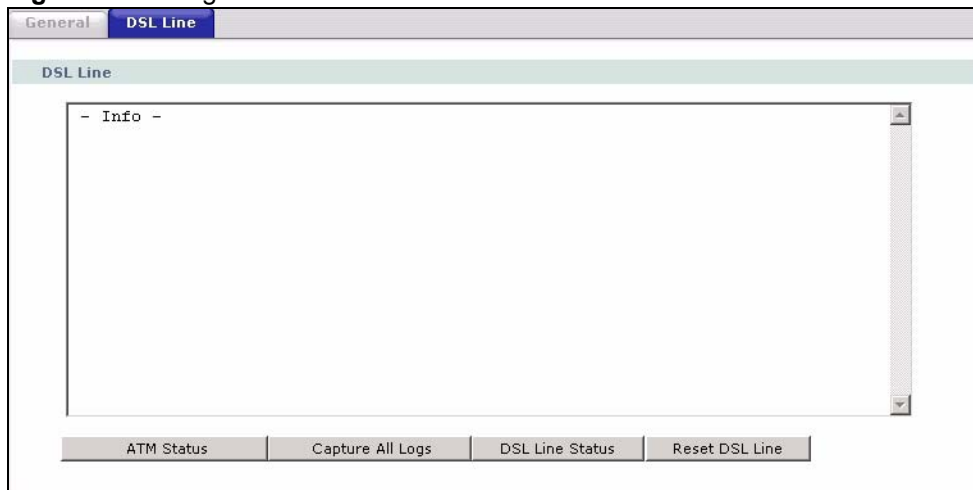 General DSL Line
DSL Line
- Info -
ATM Status Capture All Logs DSL Line Status Reset DSL Line